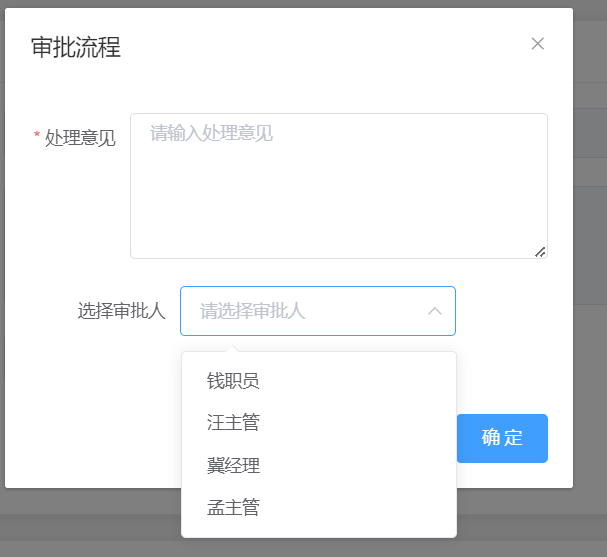 审批流程
* 处理意见
请输入处理意见
选择审批人
请选择审批人
钱职员
汪主管
冀经理
孟主管
确定